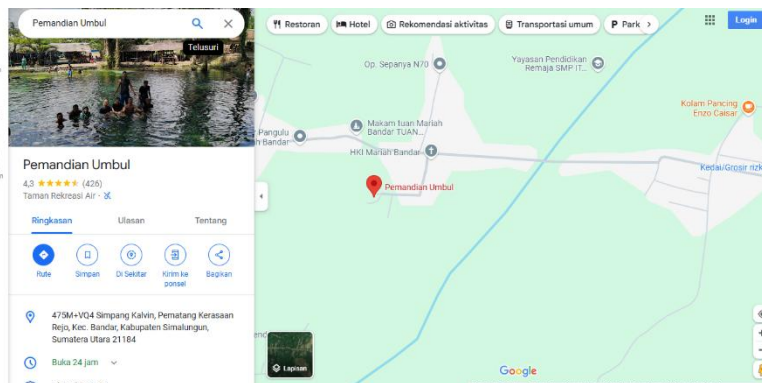 Pemandian Umbul
Telusuri
Pemandian Umbul
4,3 ★★★★★ (426)
Taman Rekreasi Air ·
Ringkasan Ulasan Tentang
Rute
Simpan
Di Sekitar
Kirim ke
ponsel
Bagikan
475M+VQ4 Simpang Kalvin, Pematang Kerasaan
Rejo, Kec. Bandar, Kabupaten Simalungun,
Sumatera Utara 21184
Buka 24 jam
Restoran
Hotel
Rekomendasi aktivitas
Transportasi umum
P Park
Login
Op. Sepanya N70
Yayasan Pendidikan
Remaja SMP IT...
Kolam Pancing
Enzo Caisar
Makam tuan Mariah
Bandar TUAN...
Pangulu
h Bandar
HKI Mariah Bandar
Kedai/Grosir rizk
Pemandian Umbul
Lapisan
Google